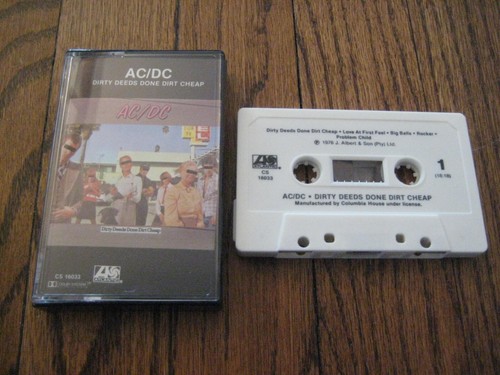 AC/DC
DIRTY DEEDS DONE DIRT CHEAP
AC/DC
Dirty Deeds Done Dirt Cheap
CS 16033
ATLANTIC
Dirty Deeds Done Dirt Cheap • Love At First Feel • Big Balls • Rocker •
Problem Child
℗ 1976 J. Albert & Son (Pty) Ltd.
ATLANTIC
CS
16033
1
AC/DC • DIRTY DEEDS DONE DIRT CHEAP
Manufactured by Columbia House under license.